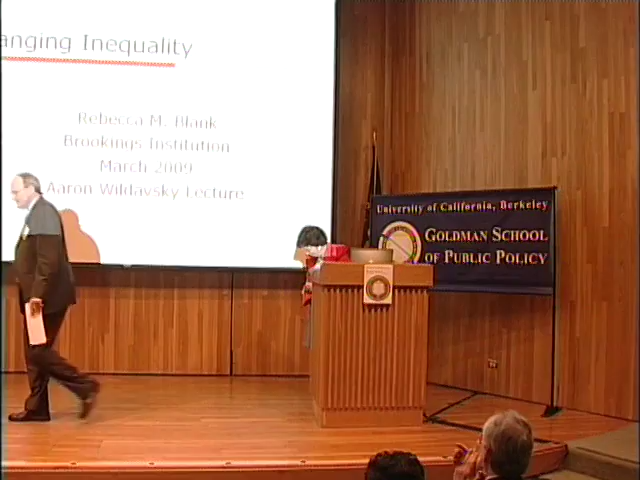 anging Inequality
Rebecca M. Blank
Brookings Institution
March 2009
Aaron Wildavsky Lecture
University of California, Berkeley
Goldman School
of Public Policy